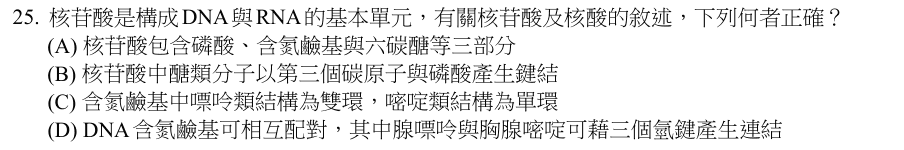 25. 核苷酸是構成DNA與RNA的基本單元，有關核苷酸及核酸的敘述，下列何者正確？
(A) 核苷酸包含磷酸、含氮鹼基與六碳醣等三部分
(B) 核苷酸中醣類分子以第三個碳原子與磷酸產生鍵結
(C) 含氮鹼基中嘌呤類結構為雙環，嘧啶類結構為單環
(D) DNA含氮鹼基可相互配對，其中腺嘌呤與胸腺嘧啶可藉三個氫鍵產生連結